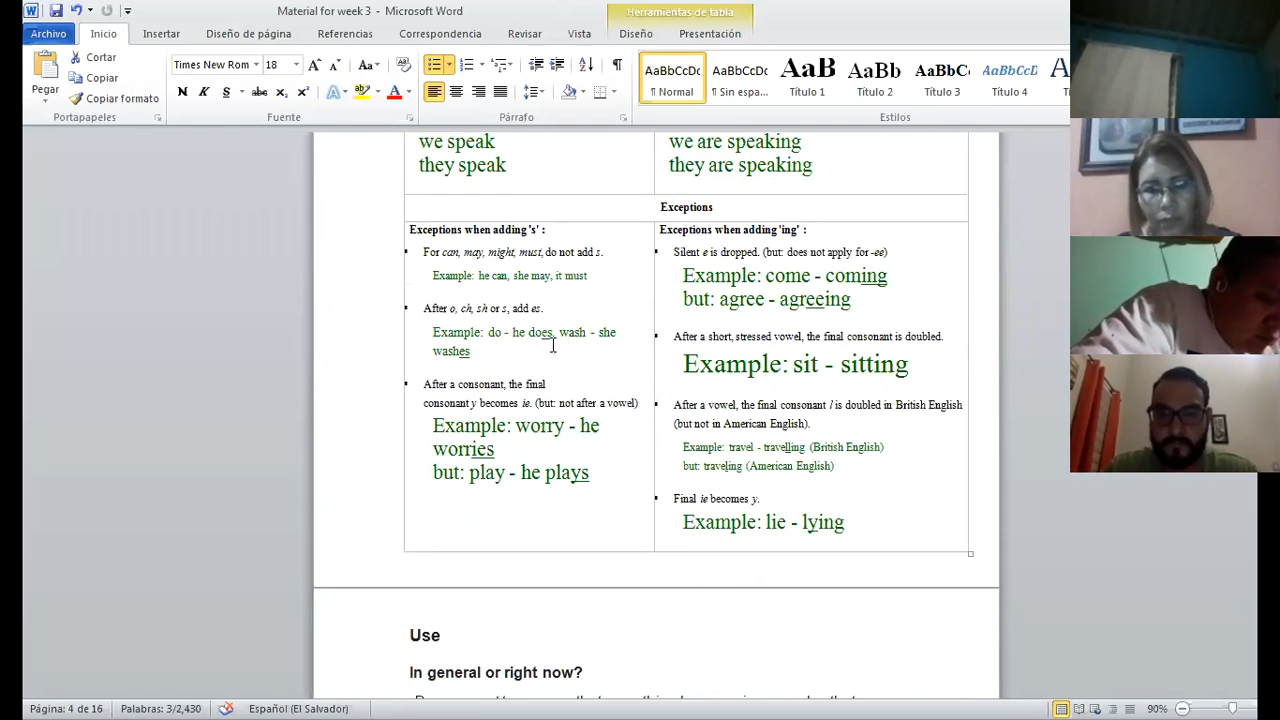 Material for week 3 - Microsoft Word
Herramientas de tabla
Archivo Inicio Insertar Diseño de página Referencias Correspondencia Revisar Vista Diseño Presentación
Cortar
Copiar
Copiar formato
Pegar
Times New Rom 18
N K S abc x₂ x² A ab A
Aa
AaBbCcDc AaBbCcDc AaB AaBbC AaBbC AaBbCcD
¶ Normal ¶ Sin espa... Título 1 Título 2 Título 3 Título 4
Portapapeles Fuente Párrafo Estilos
we speak
they speak
we are speaking
they are speaking
Exceptions
Exceptions when adding 's' :
For can, may, might, must, do not add s.
Example: he can, she may, it must
After o, ch, sh or s, add es.
Example: do - he does, wash - she
washes
After a consonant, the final
consonant y becomes ie. (but: not after a vowel)
Example: worry - he
worries
but: play - he plays
Exceptions when adding 'ing' :
Silent e is dropped. (but: does not apply for -ee)
Example: come - coming
but: agree - agreeing
After a short, stressed vowel, the final consonant is doubled.
Example: sit - sitting
After a vowel, the final consonant l is doubled in British English
(but not in American English).
Example: travel - travelling (British English)
but: traveling (American English)
Final ie becomes y.
Example: lie - lying
Use
In general or right now?
Página: 4 de 16 Palabras: 3/2,430 Español (El Salvador) 90%